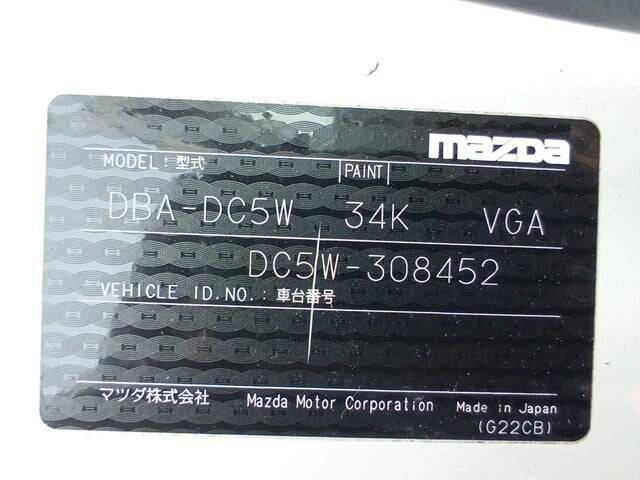 mazda
MODEL:型式 PAINT
DBA-DC5W 34K VGA
DC5W-308452
VEHICLE ID.NO.:車台番号
マツダ株式会社 Mazda Motor Corporation Made in Japan
(G22CB)